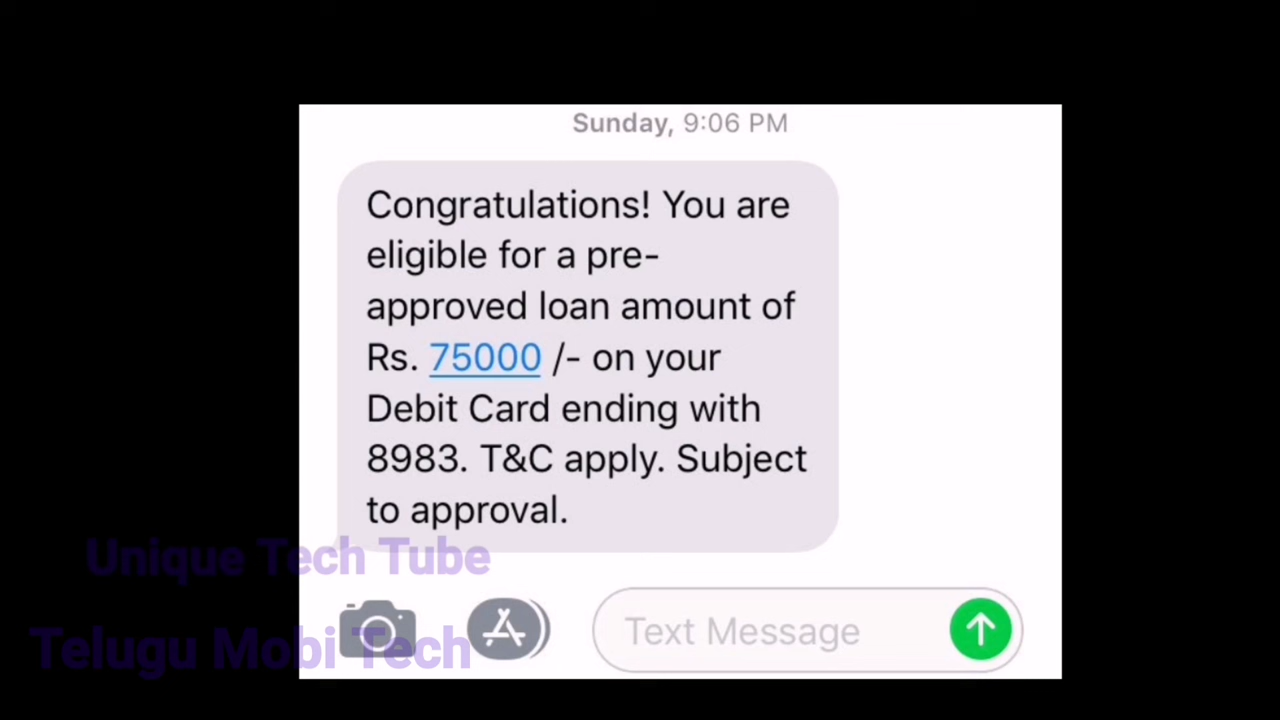 Sunday, 9:06 PM
Congratulations! You are
eligible for a pre-
approved loan amount of
Rs. 75000 /- on your
Debit Card ending with
8983. T&C apply. Subject
to approval.
Unique Tech Tube
Text Message
Telugu Mobi Tech